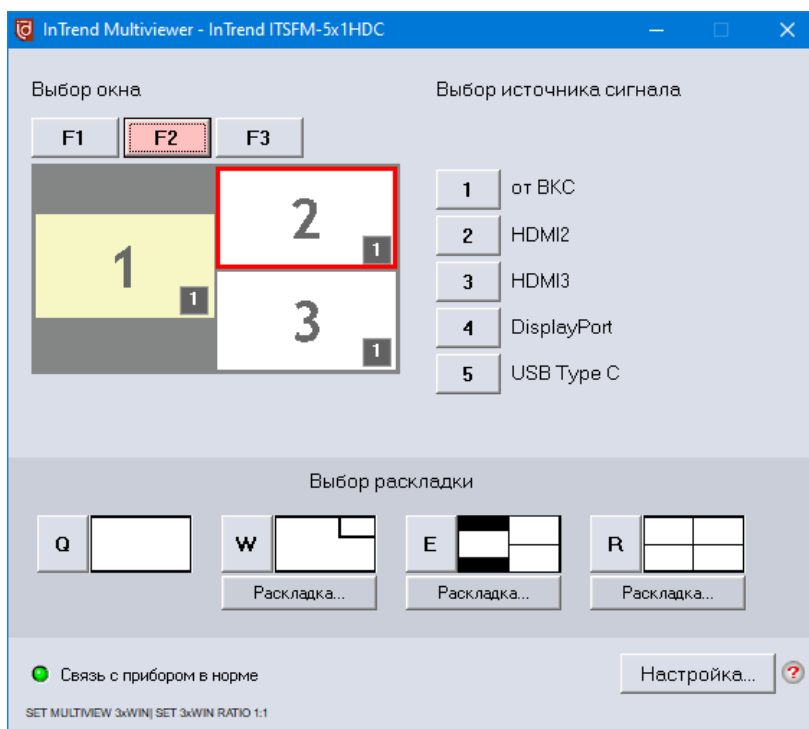 InTrend Multiviewer - InTrend ITSFM-5x1HDC
Выбор окна
Выбор источника сигнала
F1 F2 F3
1
1
2
1
3
1
1 от ВКС
2 HDMI2
3 HDMI3
4 DisplayPort
5 USB Type C
Выбор раскладки
Q W E R
Раскладка... Раскладка... Раскладка...
Связь с прибором в норме
Настройка... ?
SET MULTIVIEW 3xWIN| SET 3xWIN RATIO 1:1